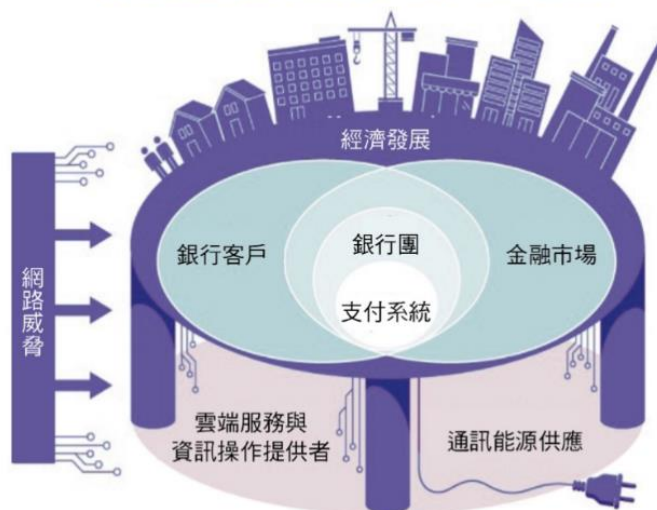 經濟發展
銀行客戶
銀行團
金融市場
支付系統
網路威脅
雲端服務與
資訊操作提供者
通訊能源供應